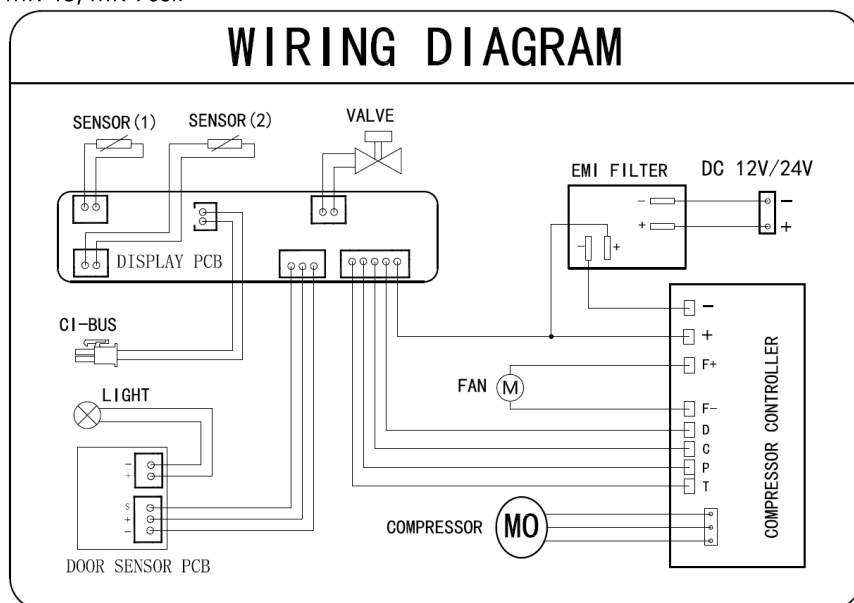 WIRING DIAGRAM
SENSOR(1)
SENSOR(2)
VALVE
EMI FILTER
DC 12V/24V
-
+
-
+
-
+
DISPLAY PCB
CI-BUS
LIGHT
-
+
S
+
-
DOOR SENSOR PCB
FAN
M
COMPRESSOR
MO
-
+
F+
F-
D
C
P
T
COMPRESSOR CONTROLLER